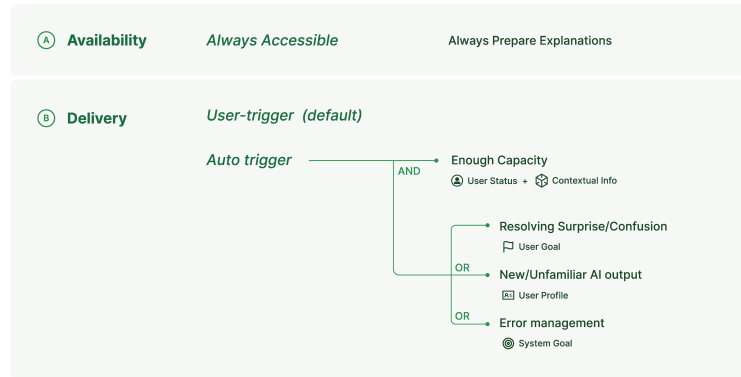 A Availability Always Accessible Always Prepare Explanations
B Delivery User-trigger (default)
Auto trigger AND Enough Capacity
User Status + Contextual Info
Resolving Surprise/Confusion
User Goal
OR New/Unfamiliar AI output
User Profile
OR Error management
System Goal